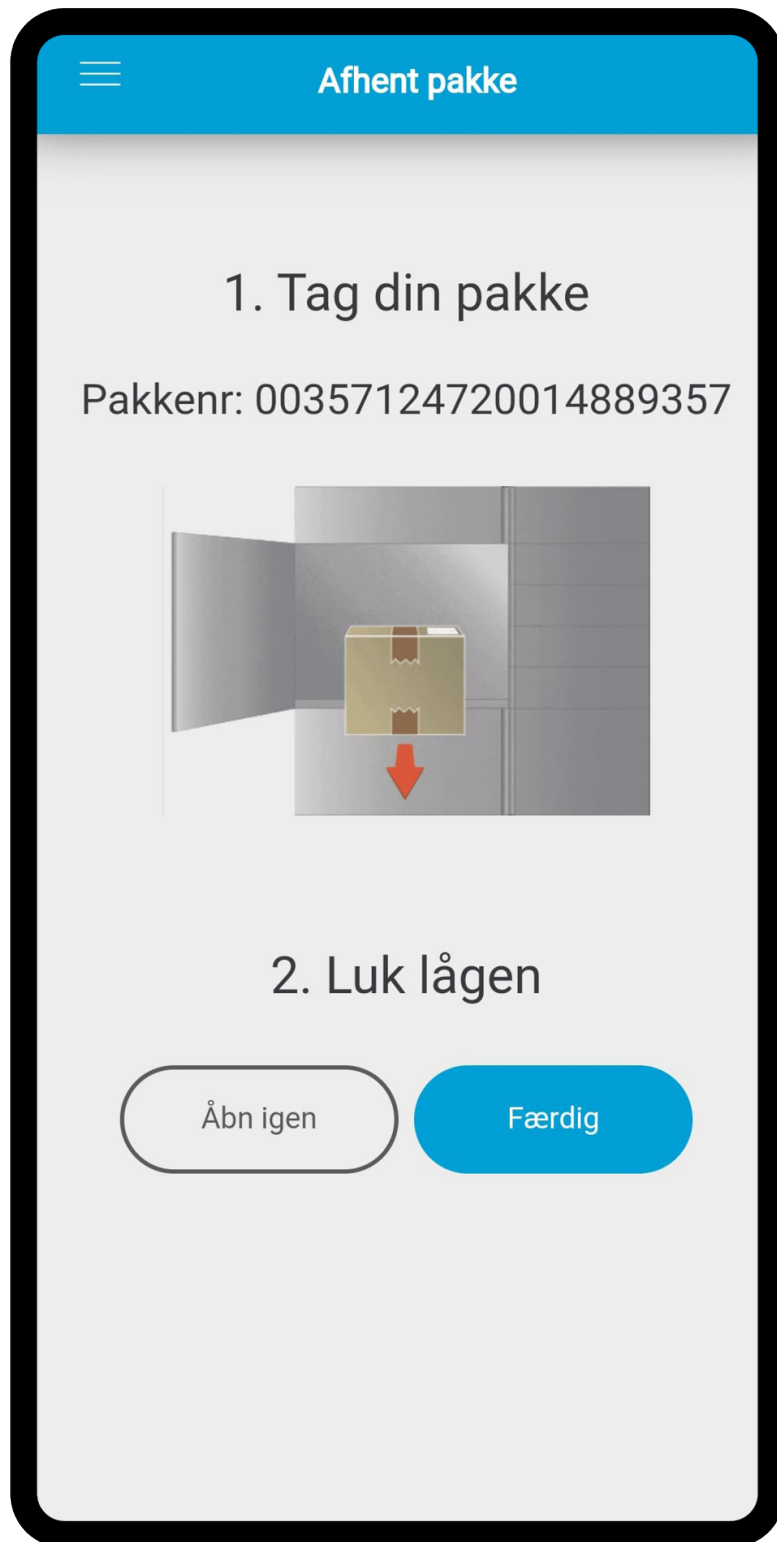 Afhent pakke
1. Tag din pakke
Pakkenr: 00357124720014889357
2. Luk lågen
Åbn igen
Færdig